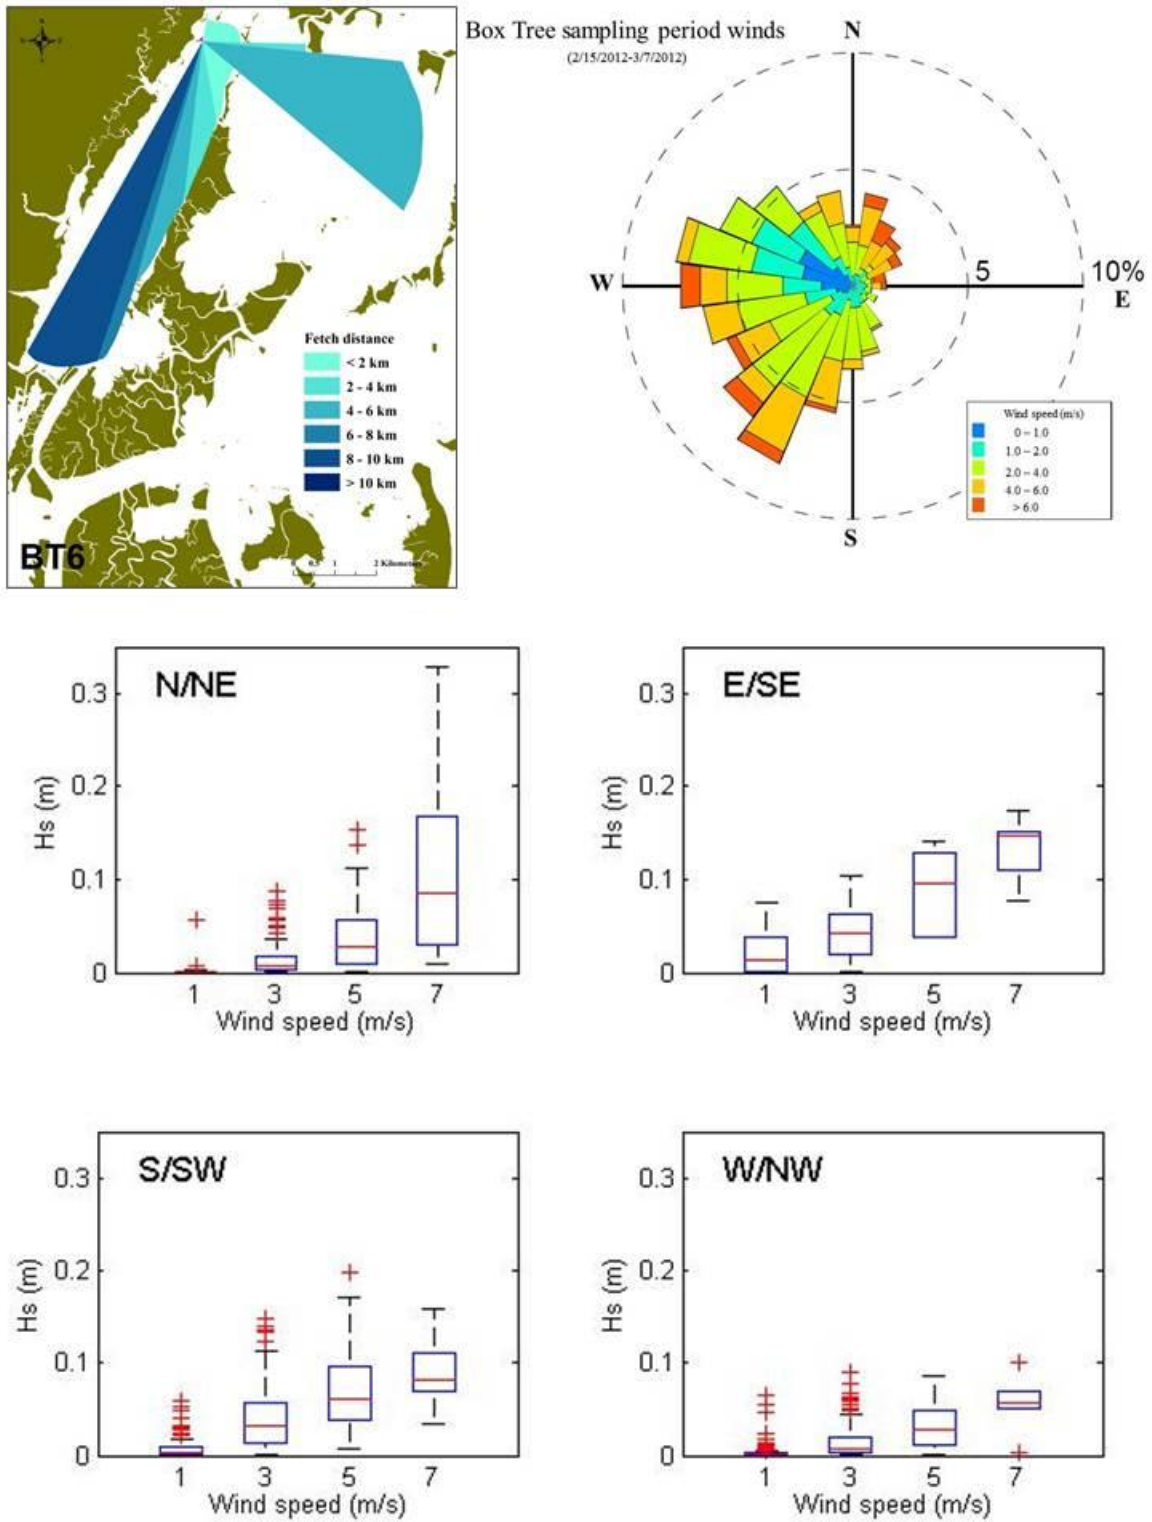 Box Tree sampling period winds
(2/15/2012-3/7/2012)
N
W
5
10%
E
S
Wind speed (m/s)
0 – 1.0
1.0 – 2.0
2.0 – 4.0
4.0 – 6.0
> 6.0
Fetch distance
< 2 km
2 - 4 km
4 - 6 km
6 - 8 km
8 - 10 km
> 10 km
BT6
0 0.5 1 2 Kilometers
N/NE
0.3
0.2
0.1
0
Hs (m)
1 3 5 7
Wind speed (m/s)
E/SE
0.3
0.2
0.1
0
Hs (m)
1 3 5 7
Wind speed (m/s)
S/SW
0.3
0.2
0.1
0
Hs (m)
1 3 5 7
Wind speed (m/s)
W/NW
0.3
0.2
0.1
0
Hs (m)
1 3 5 7
Wind speed (m/s)